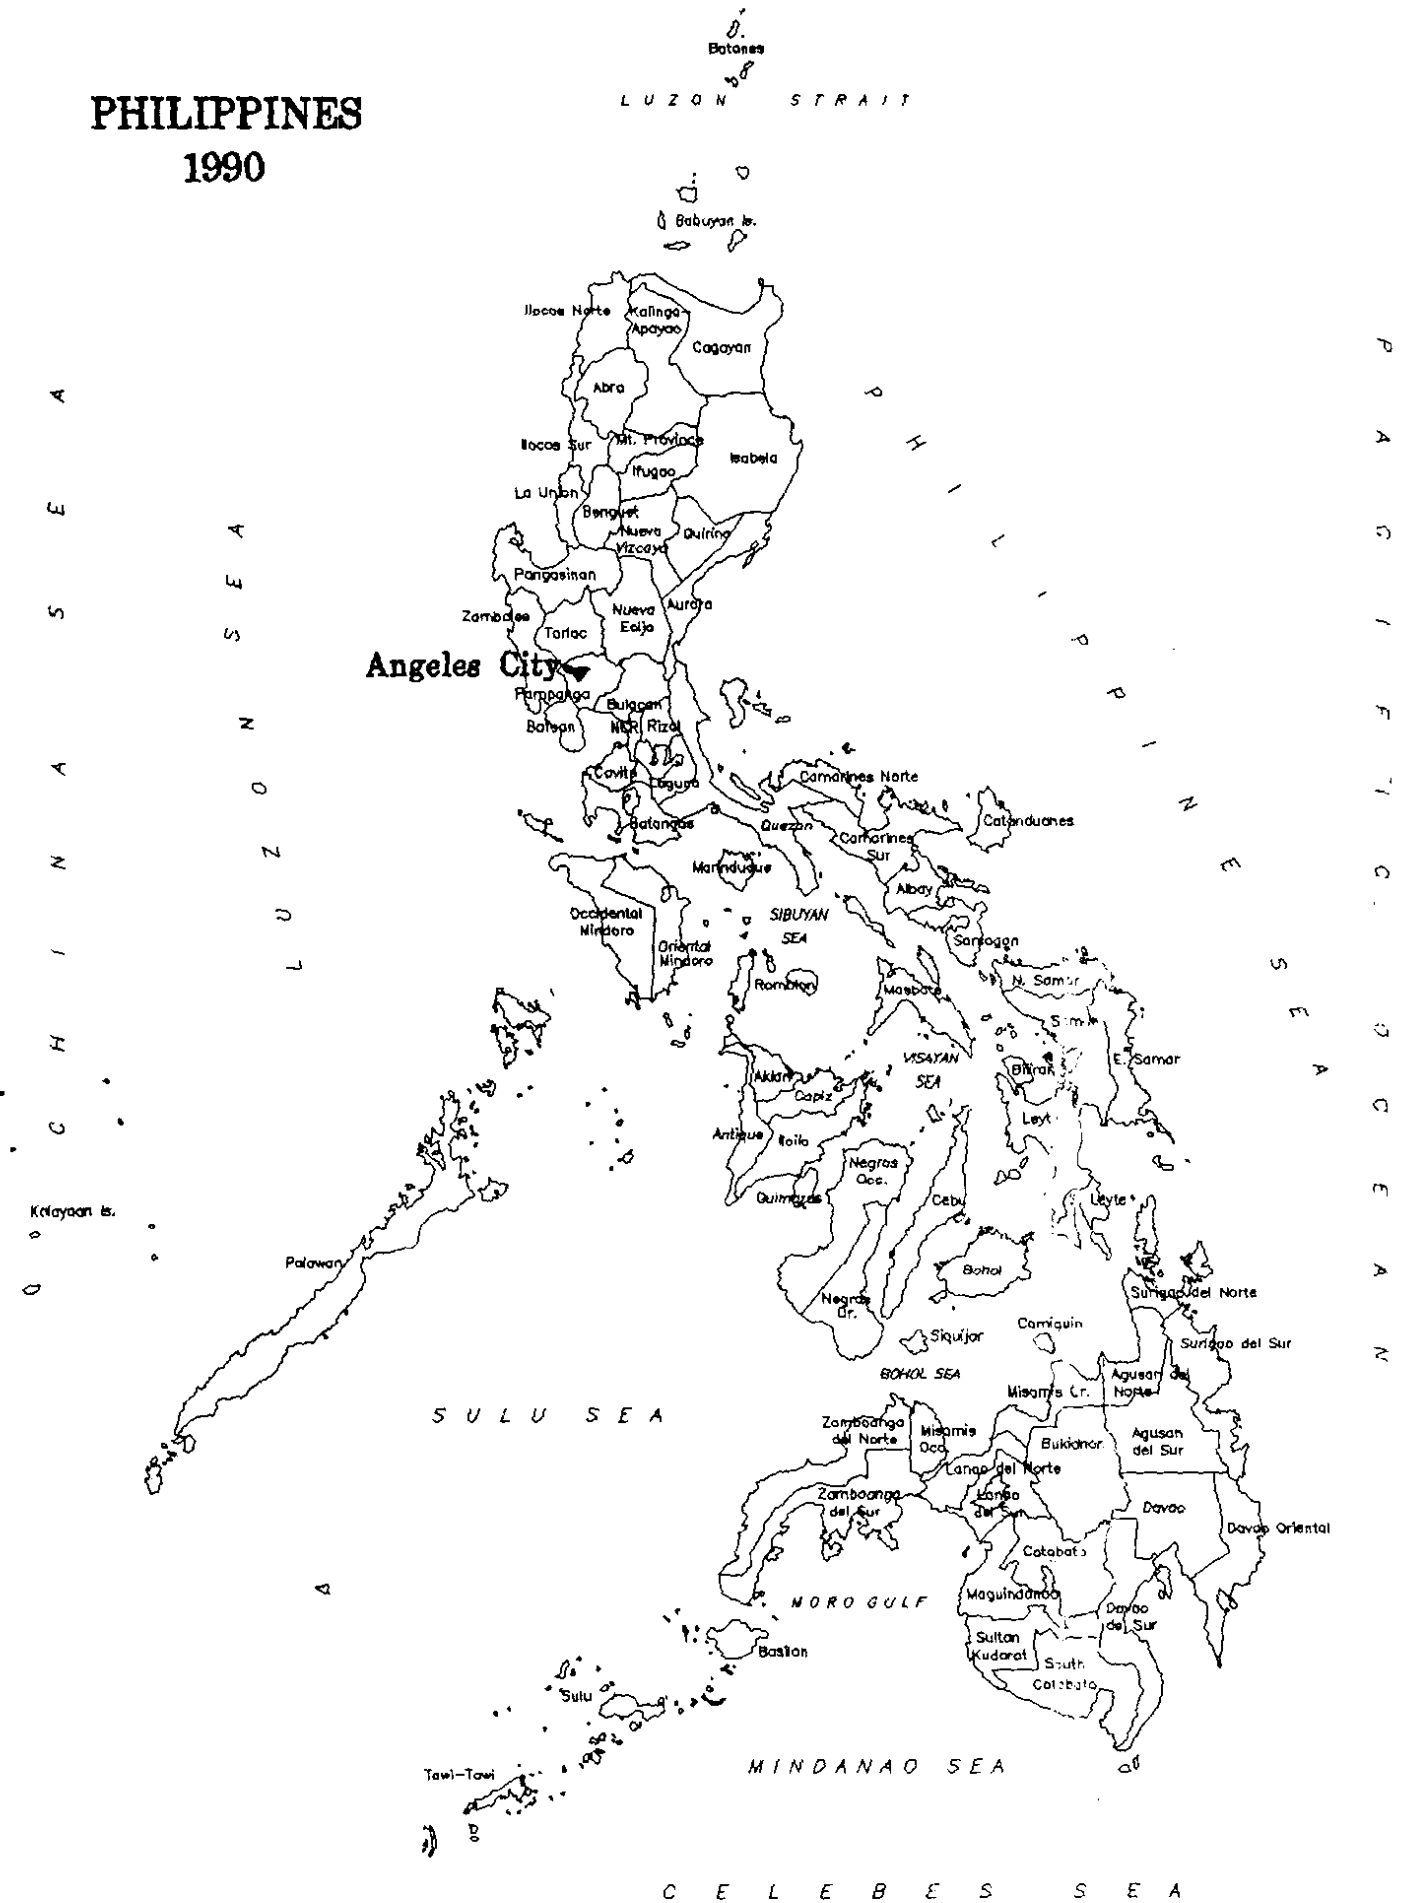 Batanes
LUZON STRAIT
PHILIPPINES
1990
Babuyan Is.
Ilocos Norte
Kalinga-
Apayao
Cagayan
Abra
Ilocos Sur
Mt. Province
Isabela
Ifugao
La Union
Benguet
Nueva
Vizcaya
Quirino
Pangasinan
Zambales
Tarlac
Nueva
Ecija
Aurora
Angeles City
Pampanga
Bulacan
Bataan
NCR
Rizal
Cavite
Laguna
Batangas
Quezon
Camarines Norte
Camarines
Sur
Catanduanes
Marinduque
Albay
Occidental
Mindoro
Oriental
Mindoro
SIBUYAN
SEA
Sorsogon
Romblon
Masbate
N. Samar
Samar
E. Samar
VISAYAN
SEA
Biliran
Aklan
Capiz
Antique
Iloilo
Leyte
Negros
Occ.
Guimaras
Cebu
Leyte
Kalayaan Is.
Palawan
Bohol
Negros
Or.
Siquijor
Camiguin
Surigao del Norte
Surigao del Sur
BOHOL SEA
Misamis Or.
Agusan del
Norte
SULU SEA
Zamboanga
del Norte
Misamis
Occ.
Bukidnon
Agusan
del Sur
Lanao del Norte
Lanao
del Sur
Zamboanga
del Sur
Davao
Davao Oriental
Cotabato
Maguindanao
MORO GULF
Davao
del Sur
Sultan
Kudarat
South
Cotabato
Basilan
Sulu
Tawi-Tawi
MINDANAO SEA
CELEBES SEA
CHINA SEA
LUZON SEA
PHILIPPINE SEA
PACIFIC OCEAN